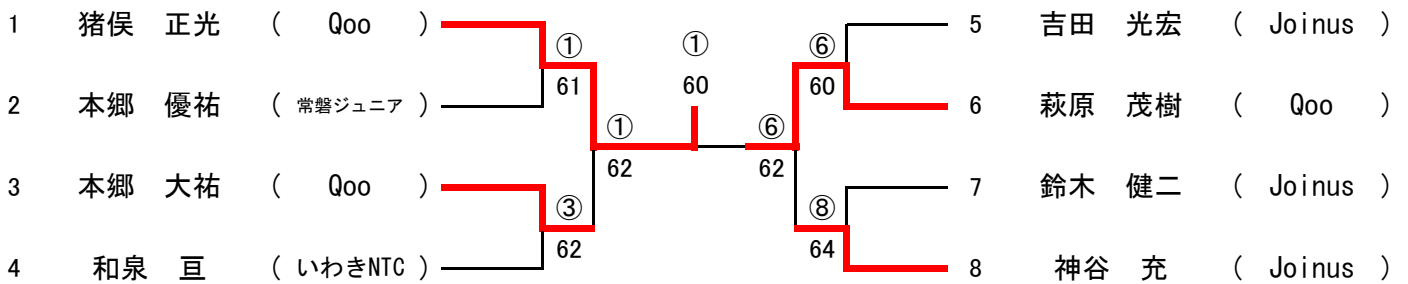 1 猪俣 正光 ( Qoo ) 5 吉田 光宏 ( Joinus )
① ① ⑥
61 60 60
2 本郷 優祐 ( 常磐ジュニア ) 6 萩原 茂樹 ( Qoo )
① ⑥
62 62
3 本郷 大祐 ( Qoo ) 7 鈴木 健二 ( Joinus )
③ ⑧
62 64
4 和泉 亘 ( いわきNTC ) 8 神谷 充 ( Joinus )